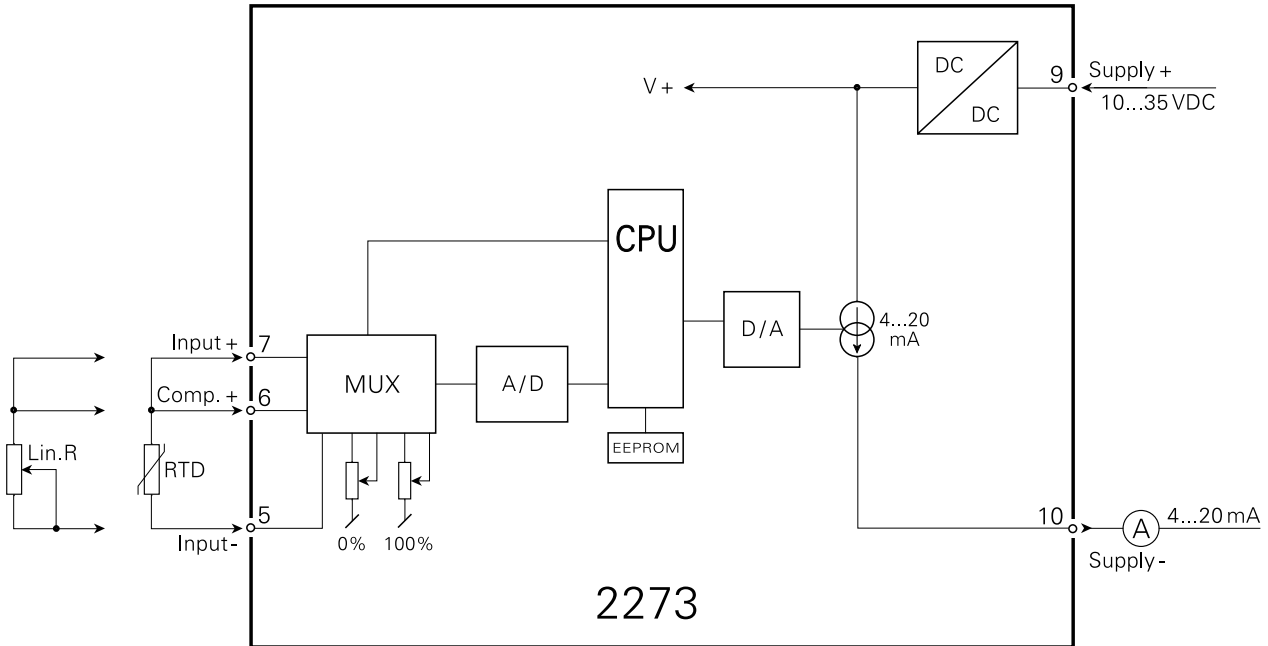 DC
DC
9
Supply +
10...35 VDC
V +
CPU
D/A
4...20
mA
Input +
7
Comp. +
6
MUX
A/D
EEPROM
Lin.R
RTD
5
Input -
0%
100%
10
A
4...20 mA
Supply -
2273